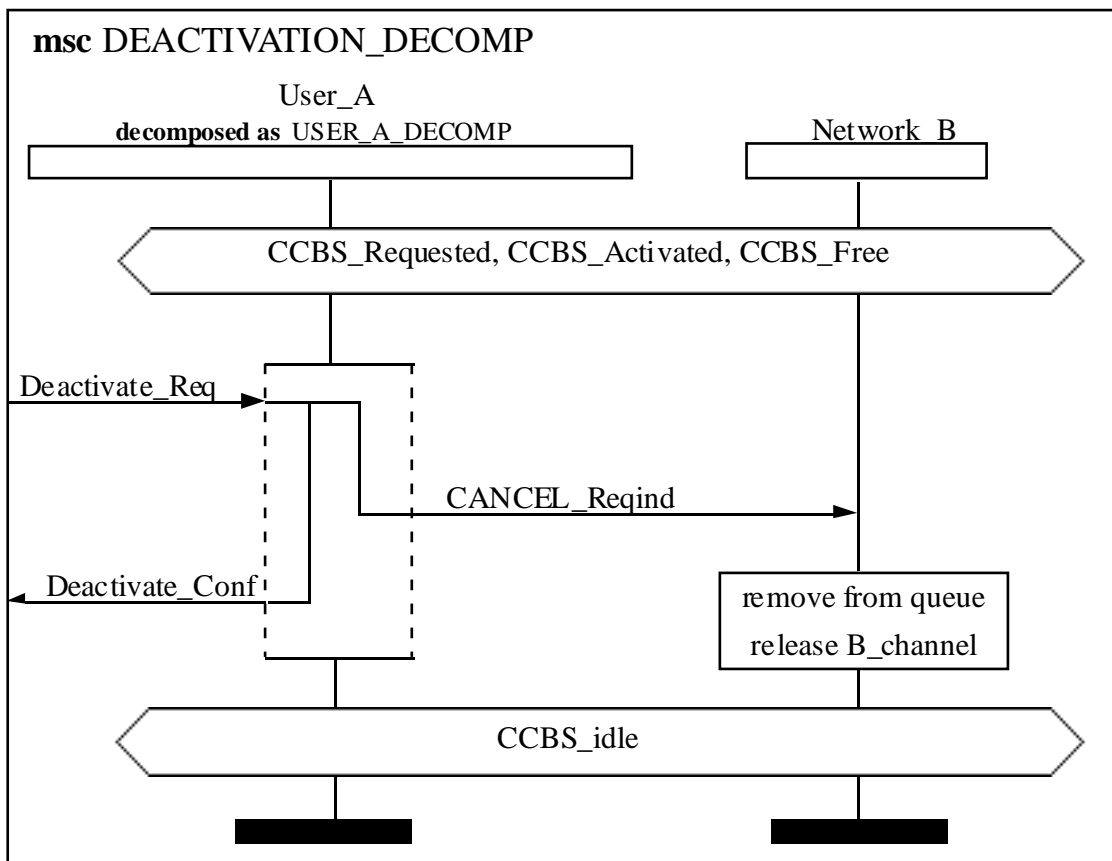 msc DEACTIVATION_DECOMP
User_A
decomposed as USER_A_DECOMP
Network_B
CCBS_Requested, CCBS_Activated, CCBS_Free
Deactivate_Req
CANCEL_Reqind
Deactivate_Conf
remove from queue
release B_channel
CCBS_idle